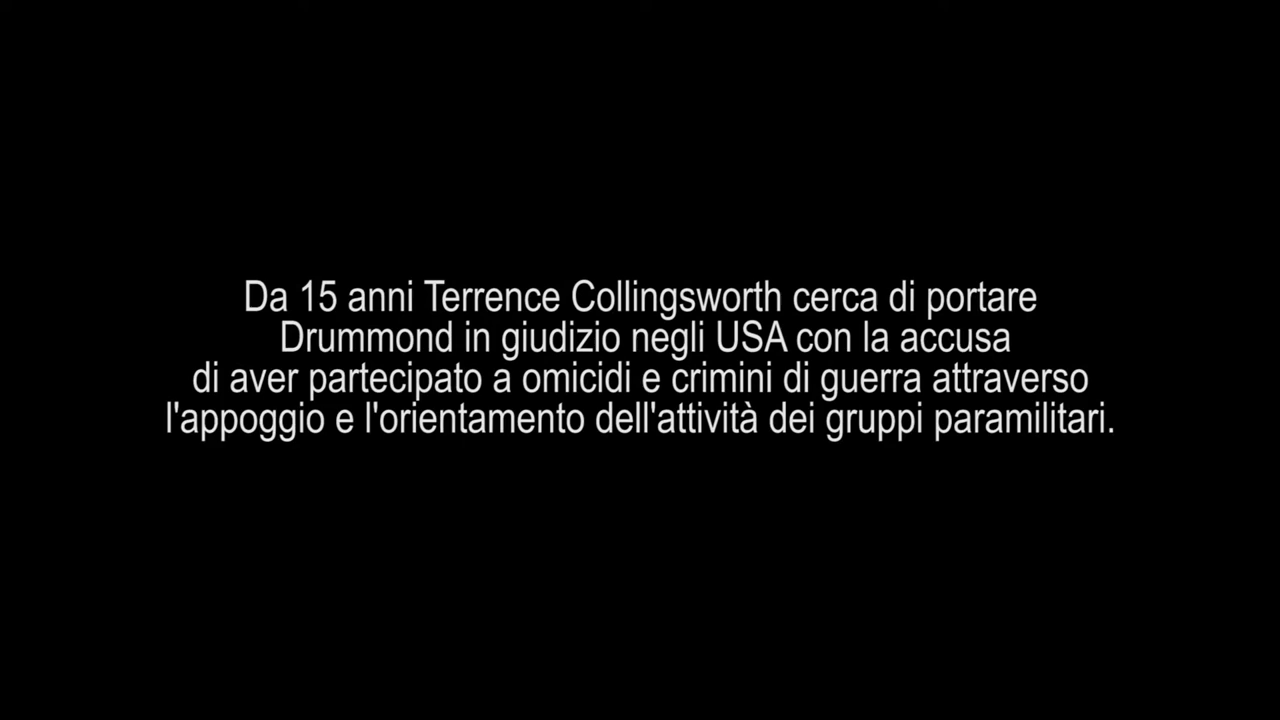 Da 15 anni Terrence Collingsworth cerca di portare
Drummond in giudizio negli USA con la accusa
di aver partecipato a omicidi e crimini di guerra attraverso
l'appoggio e l'orientamento dell'attività dei gruppi paramilitari.